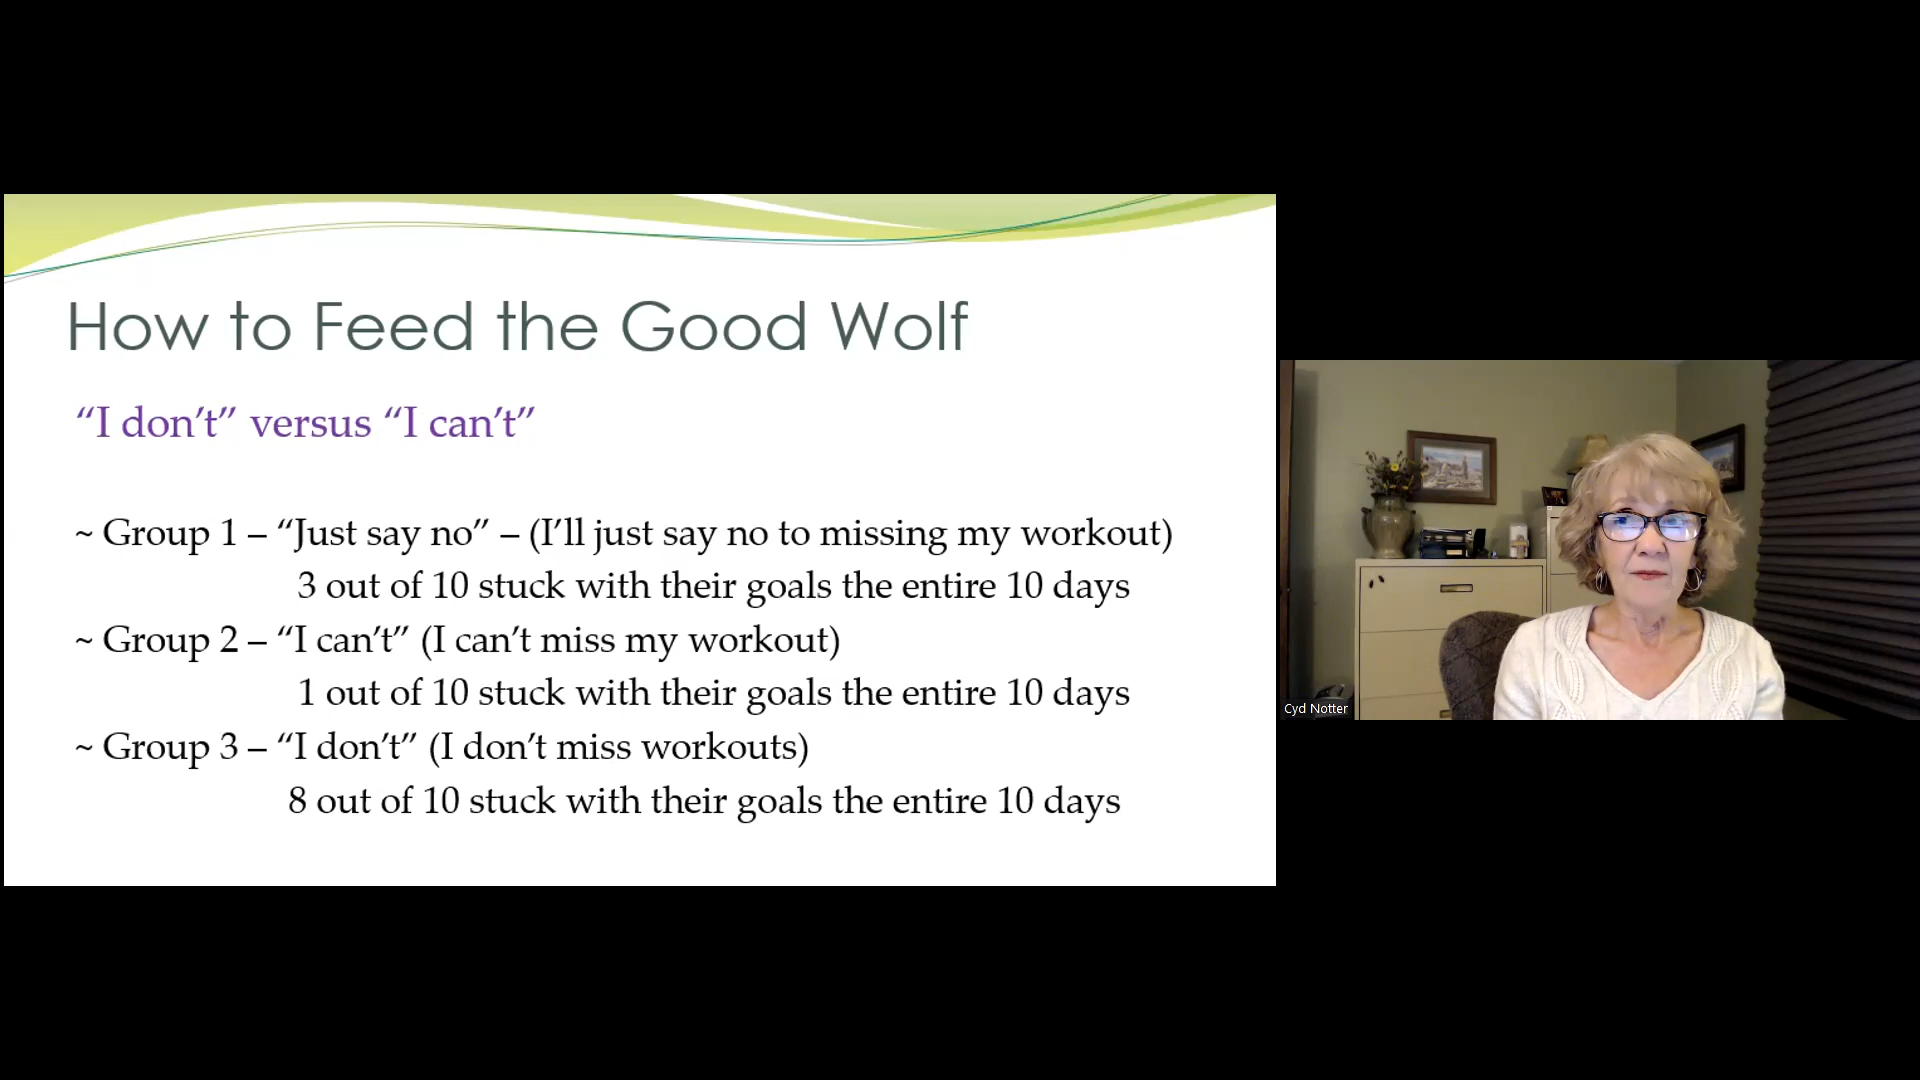 How to Feed the Good Wolf
“I don’t” versus “I can’t”
~ Group 1 – “Just say no” – (I’ll just say no to missing my workout)
3 out of 10 stuck with their goals the entire 10 days
~ Group 2 – “I can’t” (I can’t miss my workout)
1 out of 10 stuck with their goals the entire 10 days
~ Group 3 – “I don’t” (I don’t miss workouts)
8 out of 10 stuck with their goals the entire 10 days
Cyd Notter